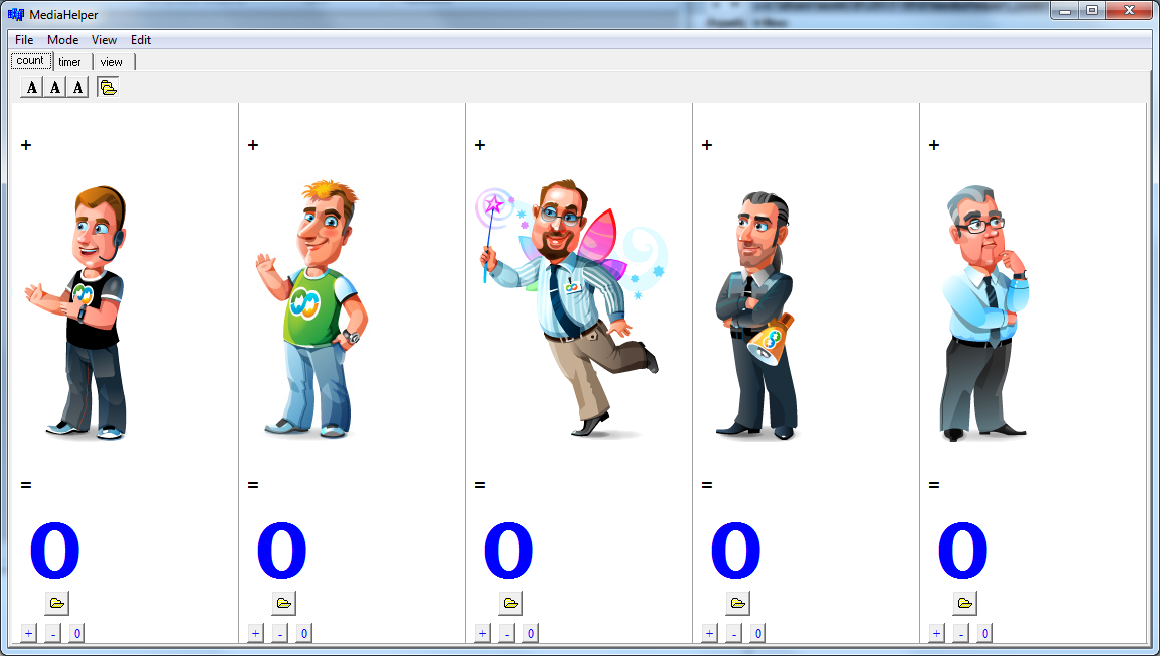 MediaHelper
File Mode View Edit
count timer view
A A A
+ + + + +
= = = = =
0 0 0 0 0
+ - 0 + - 0 + - 0 + - 0 + - 0